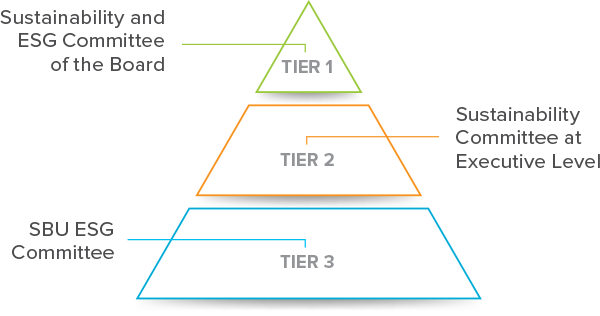 Sustainability and
ESG Committee
of the Board
TIER 1
Sustainability
Committee at
Executive Level
TIER 2
SBU ESG
Committee
TIER 3